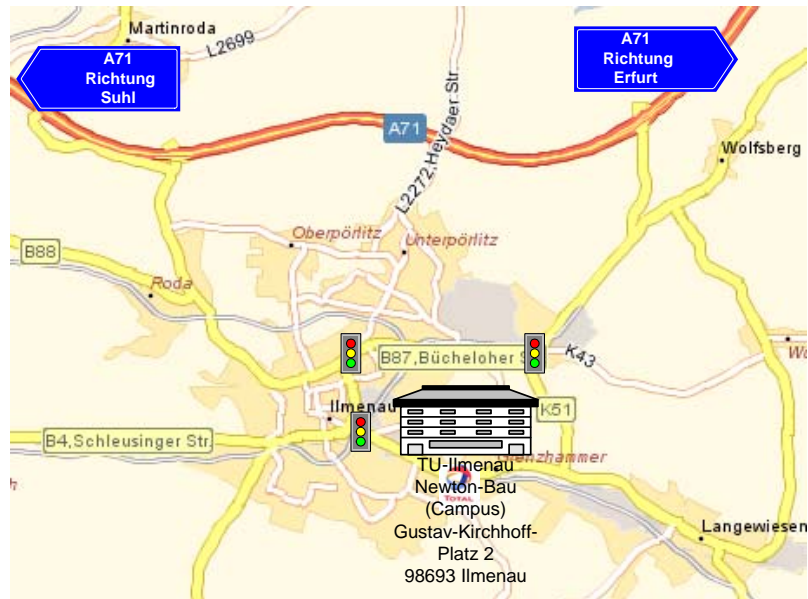 Martinroda
L2699
A71
Richtung
Suhl
A71
Richtung
Erfurt
A71
L2272,Heydaer Str.
Wolfsberg
Oberpörlitz
Unterpörlitz
B88
Roda
B87,Bücheloher
K43
Ilmenau
K51
B4,Schleusinger Str.
TU-Ilmenau
Newton-Bau
(Campus)
Gustav-Kirchhoff-
Platz 2
98693 Ilmenau
TOTAL
Langewiesen